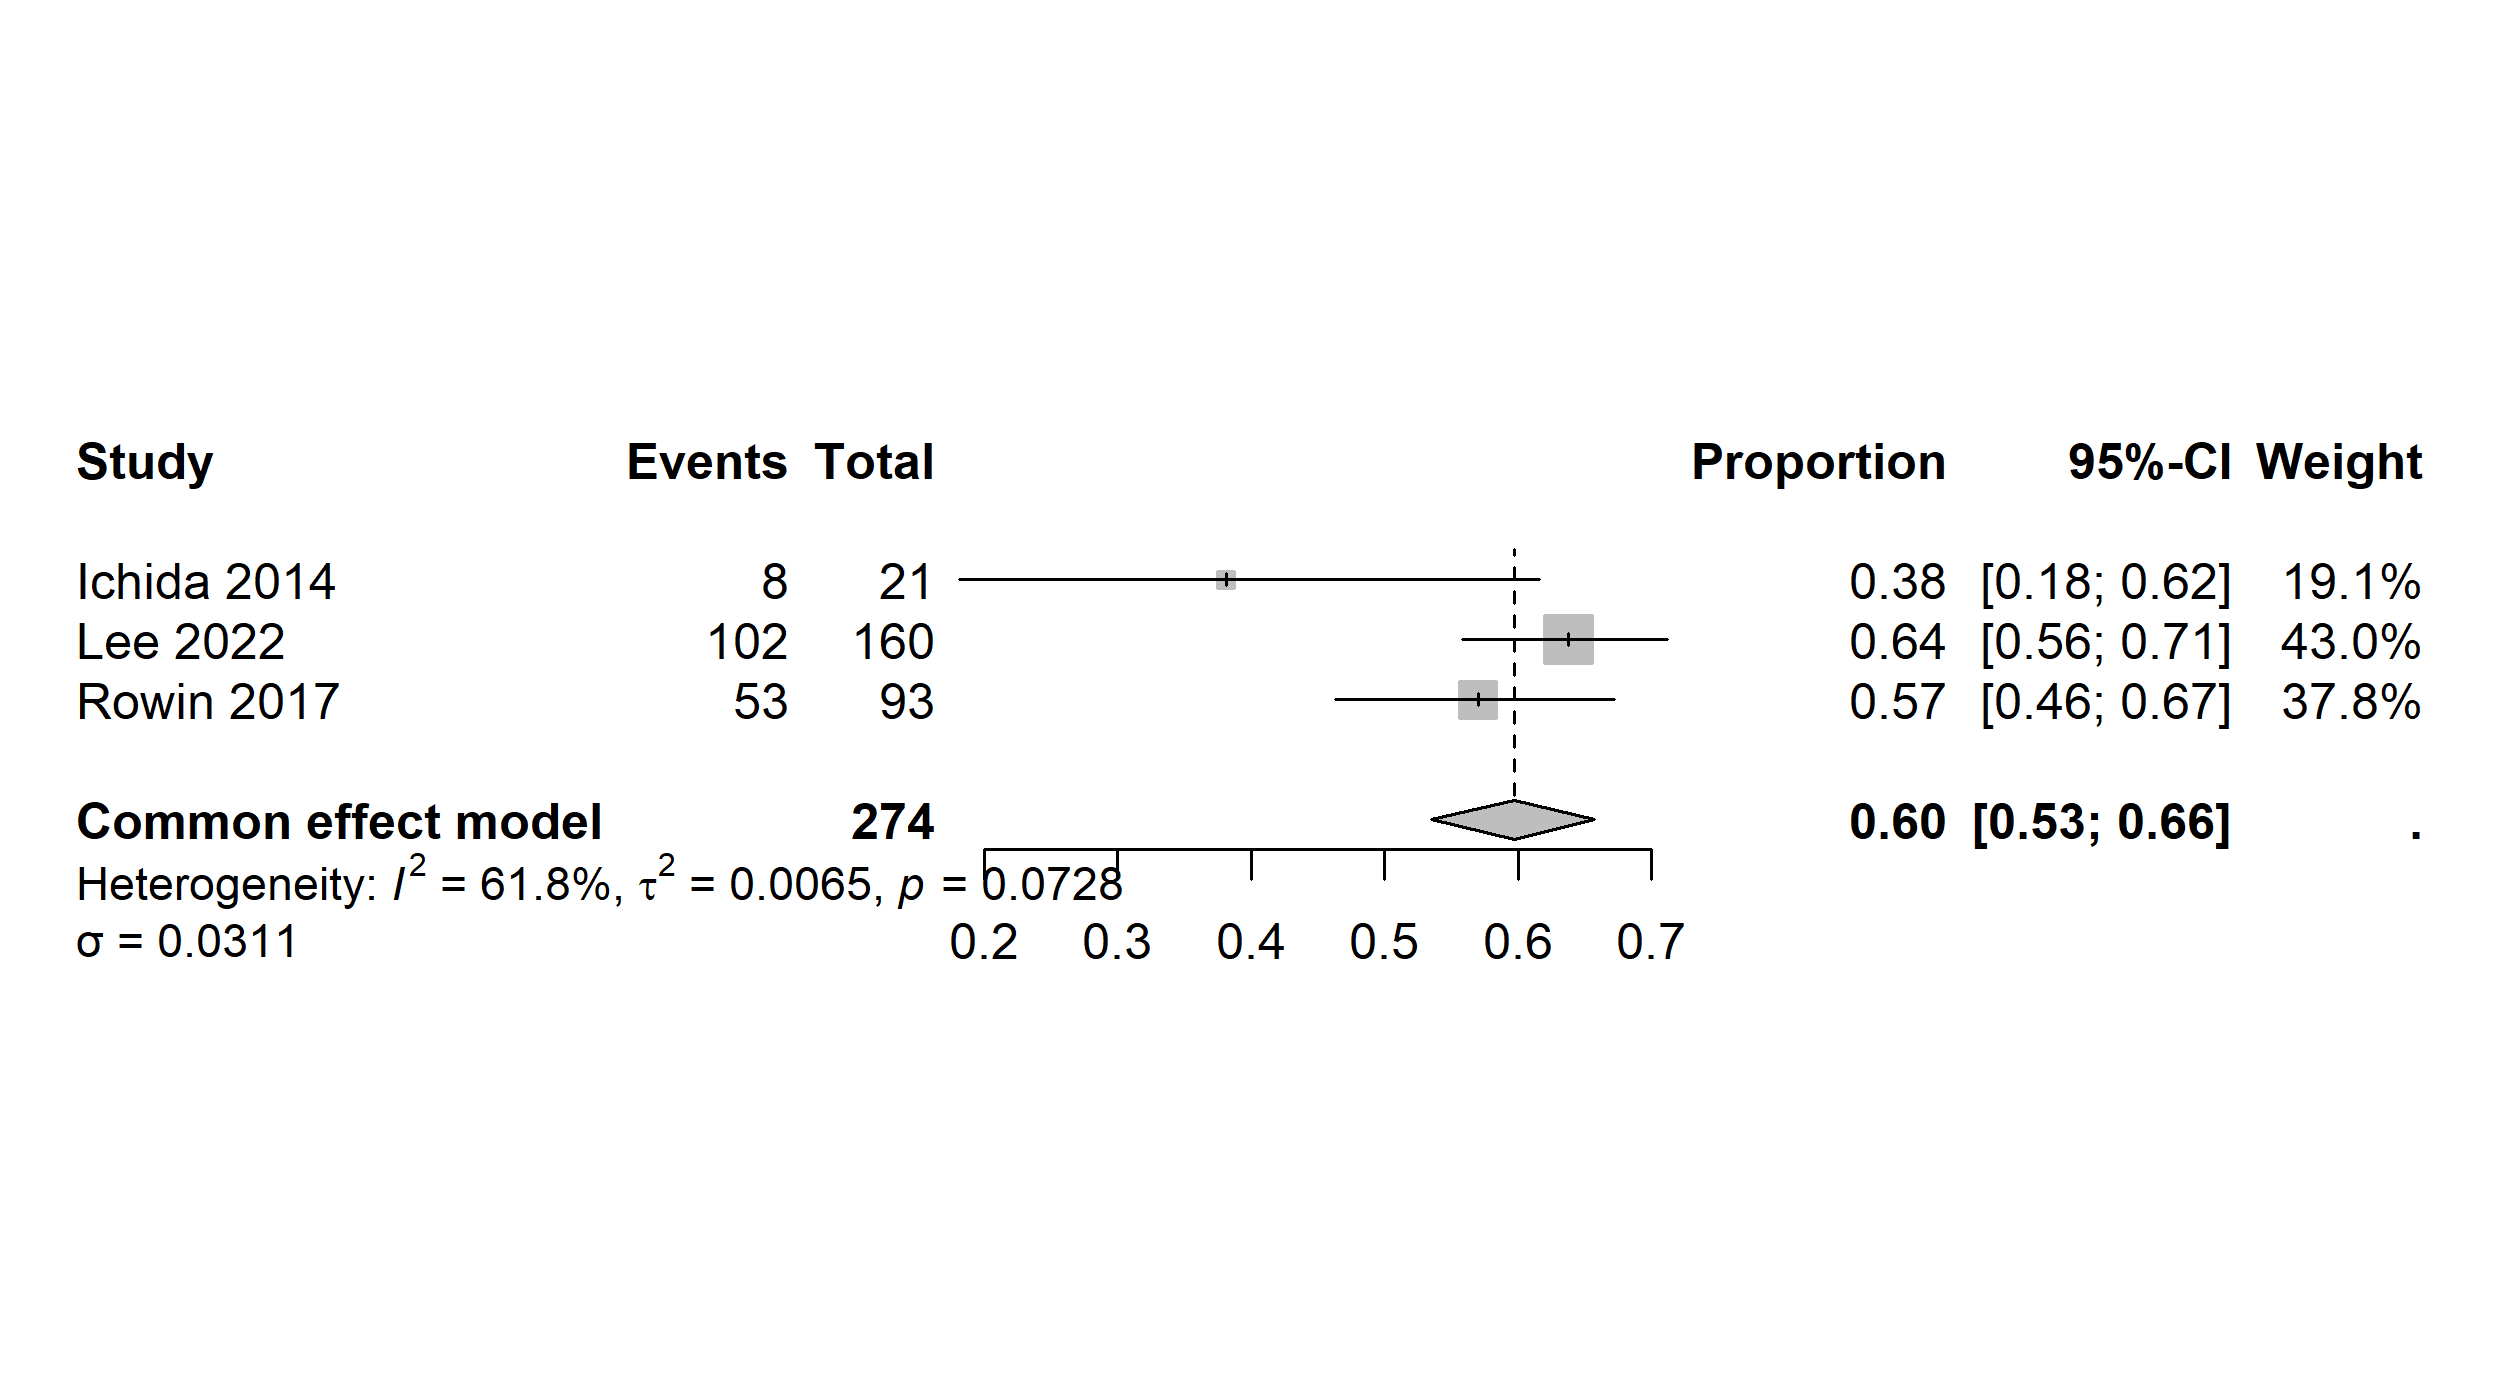 Study Events Total Proportion 95%-CI Weight
Ichida 2014 8 21 0.38 [0.18; 0.62] 19.1%
Lee 2022 102 160 0.64 [0.56; 0.71] 43.0%
Rowin 2017 53 93 0.57 [0.46; 0.67] 37.8%
Common effect model 274 0.60 [0.53; 0.66] .
Heterogeneity: I² = 61.8%, τ² = 0.0065, p = 0.0728
σ = 0.0311
0.2 0.3 0.4 0.5 0.6 0.7